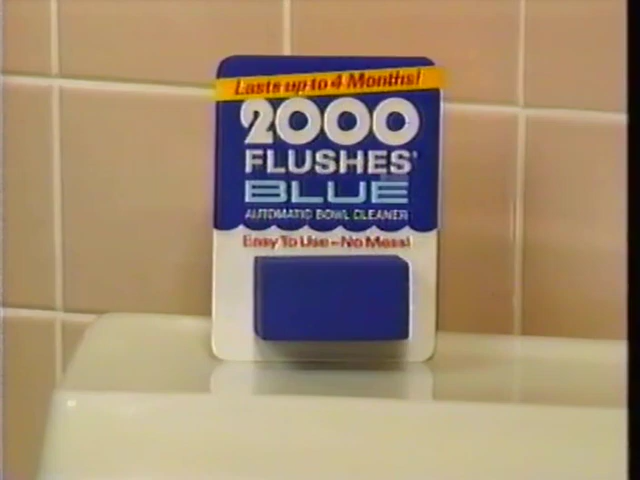 Lasts up to 4 Months!
2000
FLUSHES®
BLUE
AUTOMATIC BOWL CLEANER
Easy To Use - No Mess!